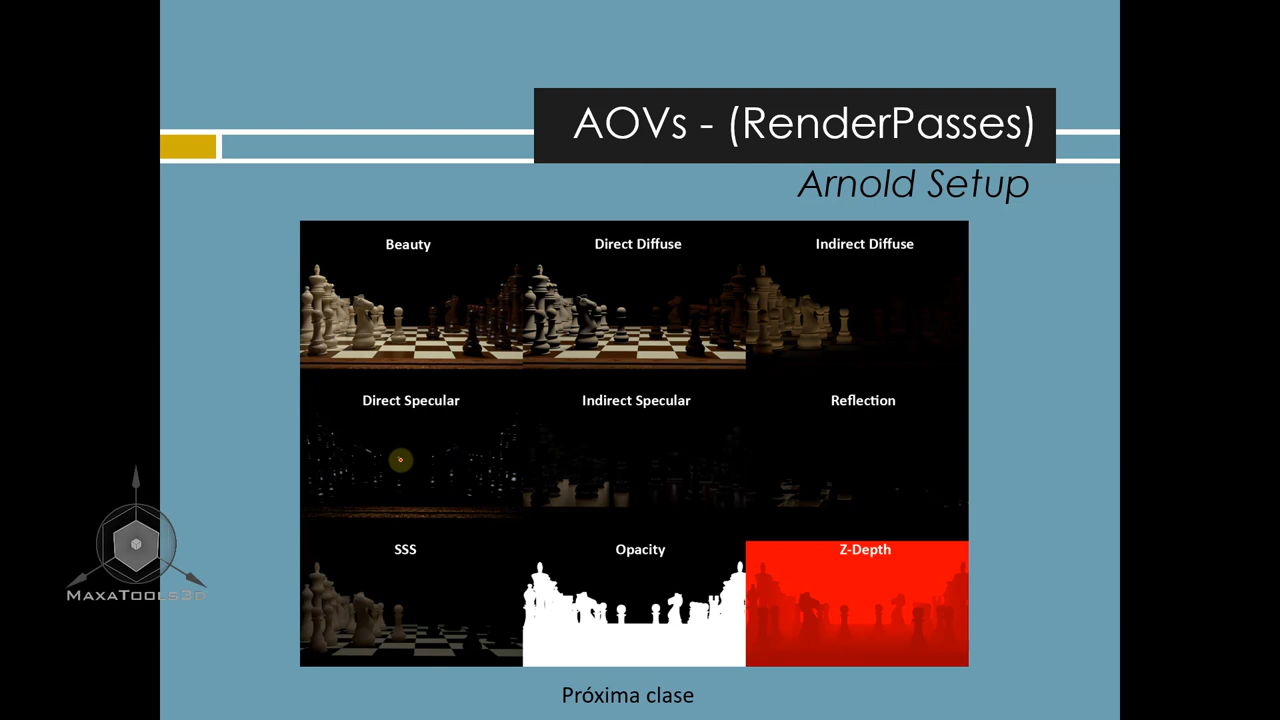 AOVs - (RenderPasses)
Arnold Setup
Beauty
Direct Diffuse
Indirect Diffuse
Direct Specular
Indirect Specular
Reflection
SSS
Opacity
Z-Depth
MAXATOOLS3D
Próxima clase